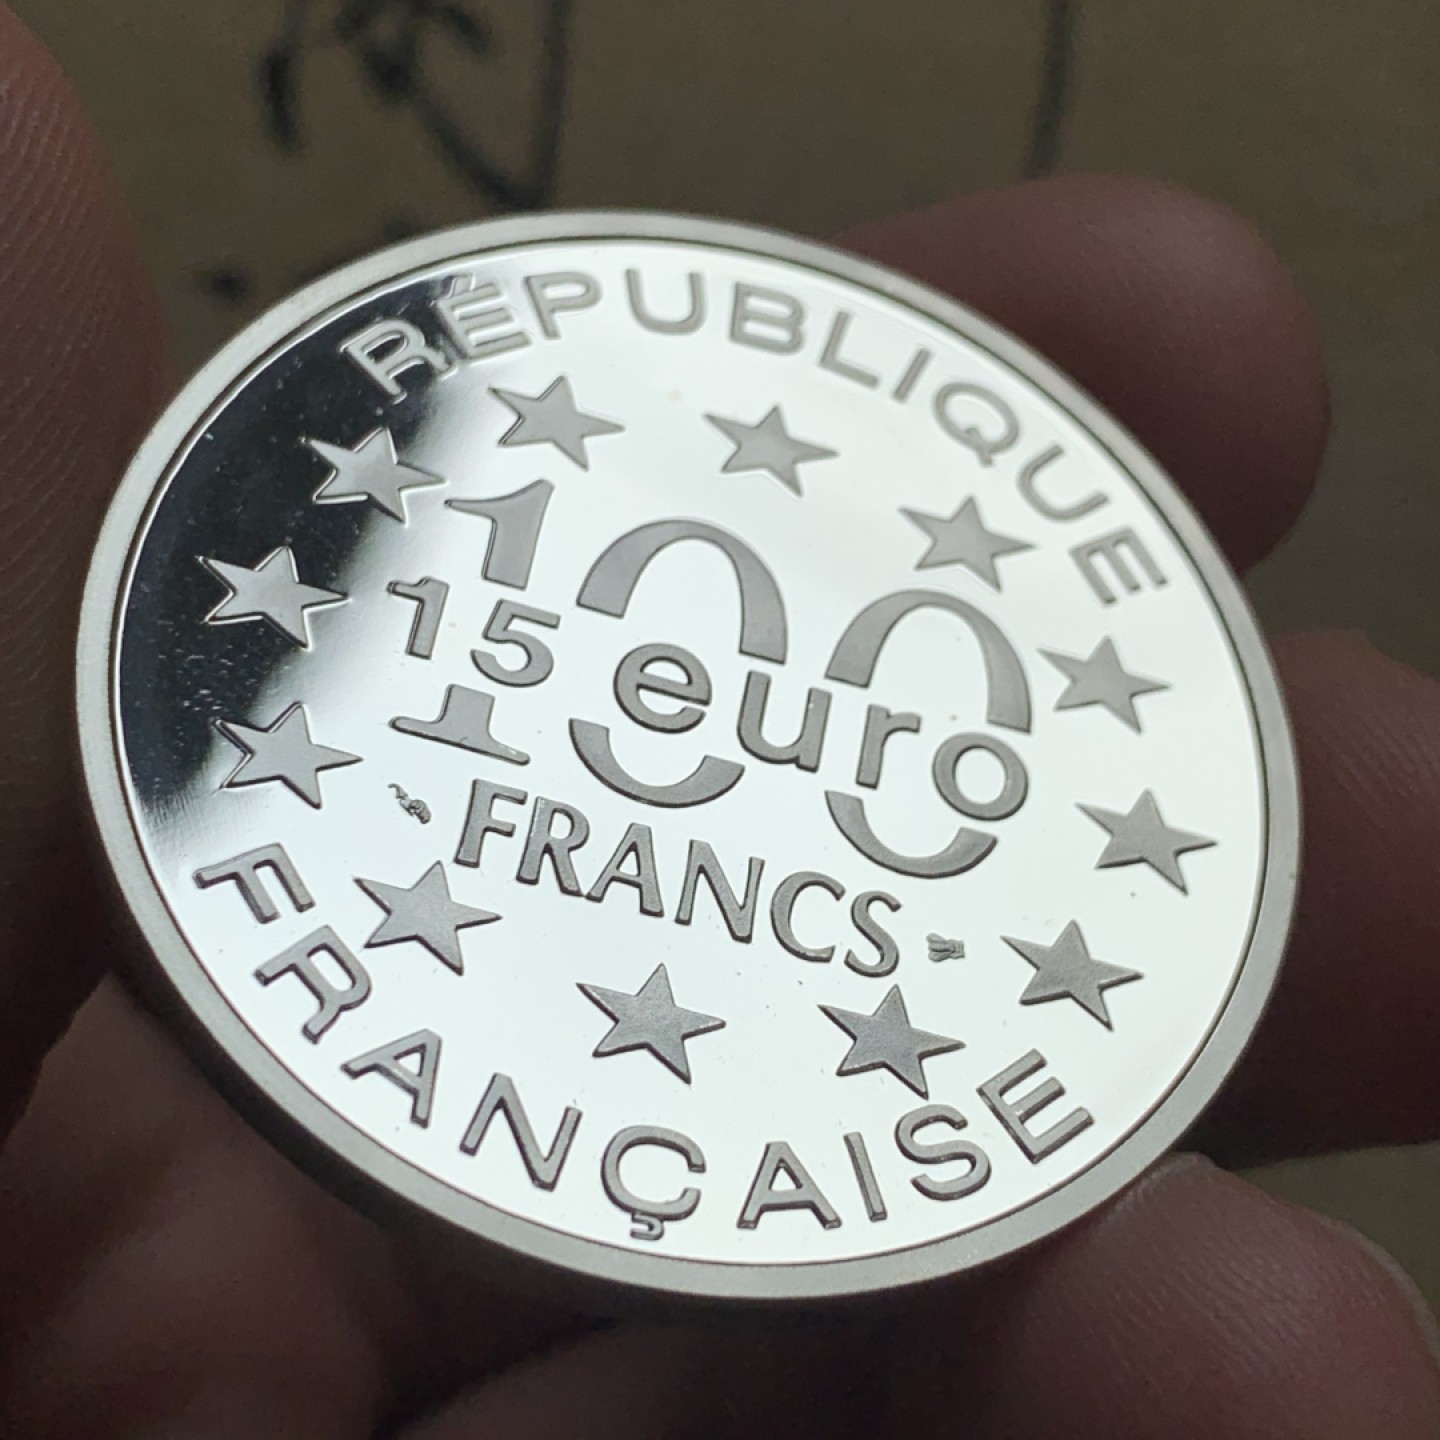 RÉPUBLIQUE
100
15 euro
FRANCS
FRANÇAISE